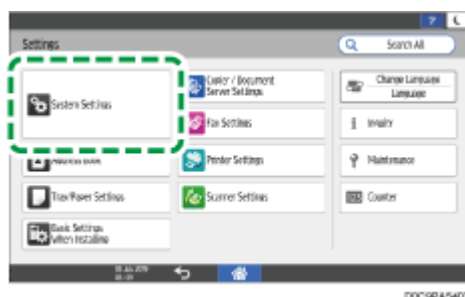 Settings
Search All
System Settings
Copier / Document
Server Settings
Change Language
Language
Fax Settings
Inquiry
Address Book
Printer Settings
Maintenance
Tray/Paper Settings
Scanner Settings
Counter
Basic Settings
When Installing